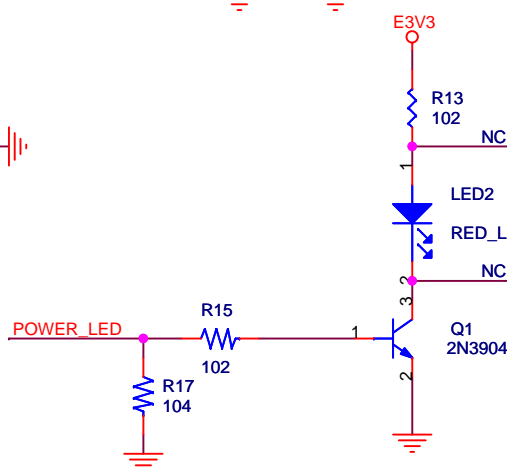 E3V3
R13
102
NC
1
LED2
RED_L
NC
2
3
R15
POWER_LED
1
Q1
2N3904
102
R17
104
2